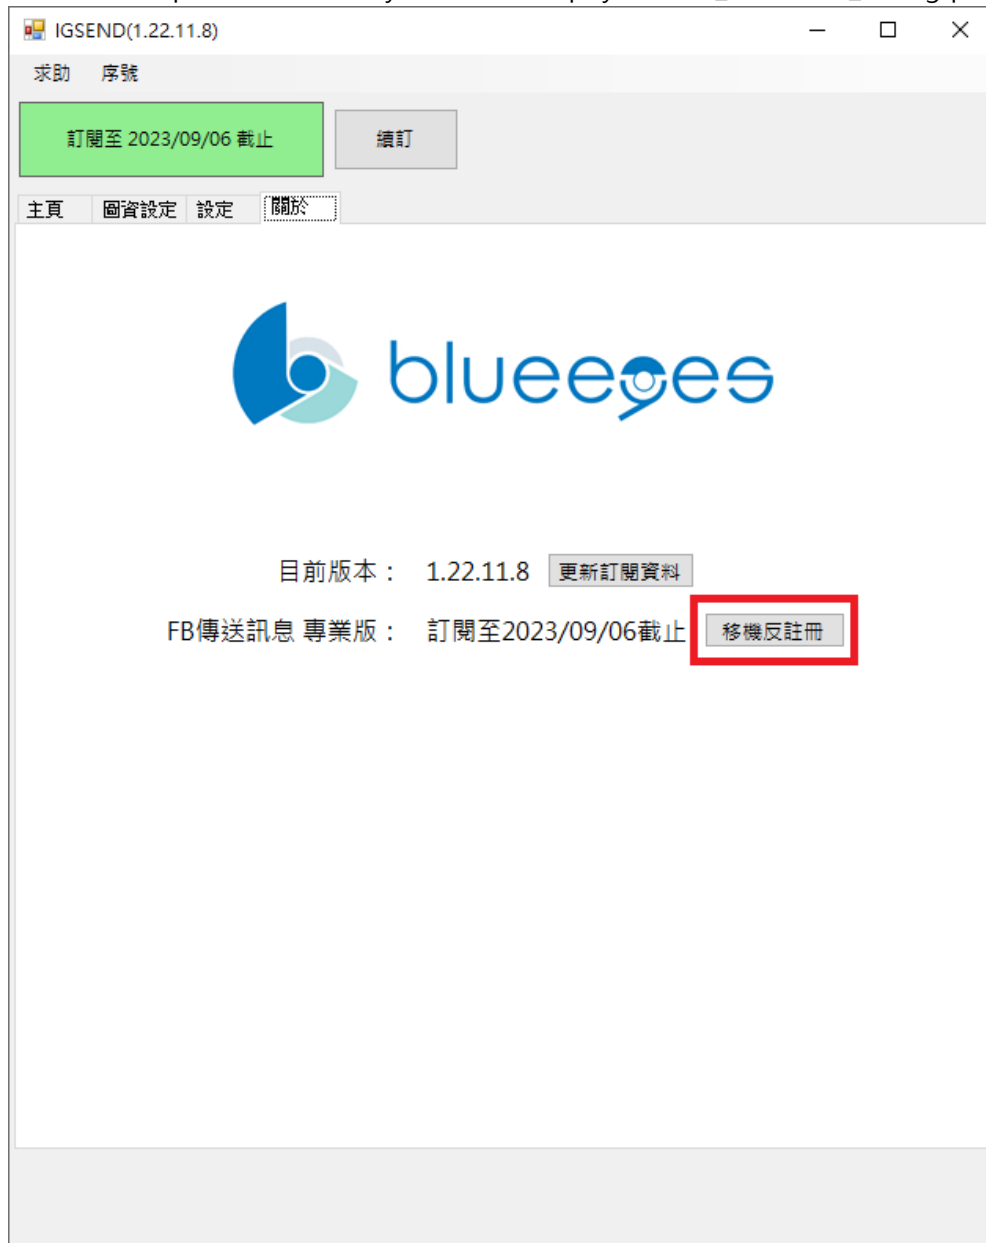 IGSEND(1.22.11.8)
求助 序號
訂閱至 2023/09/06 截止 續訂
主頁 圖資設定 設定 關於
blueeyes
目前版本： 1.22.11.8 更新訂閱資料
FB傳送訊息 專業版： 訂閱至2023/09/06截止 移機反註冊